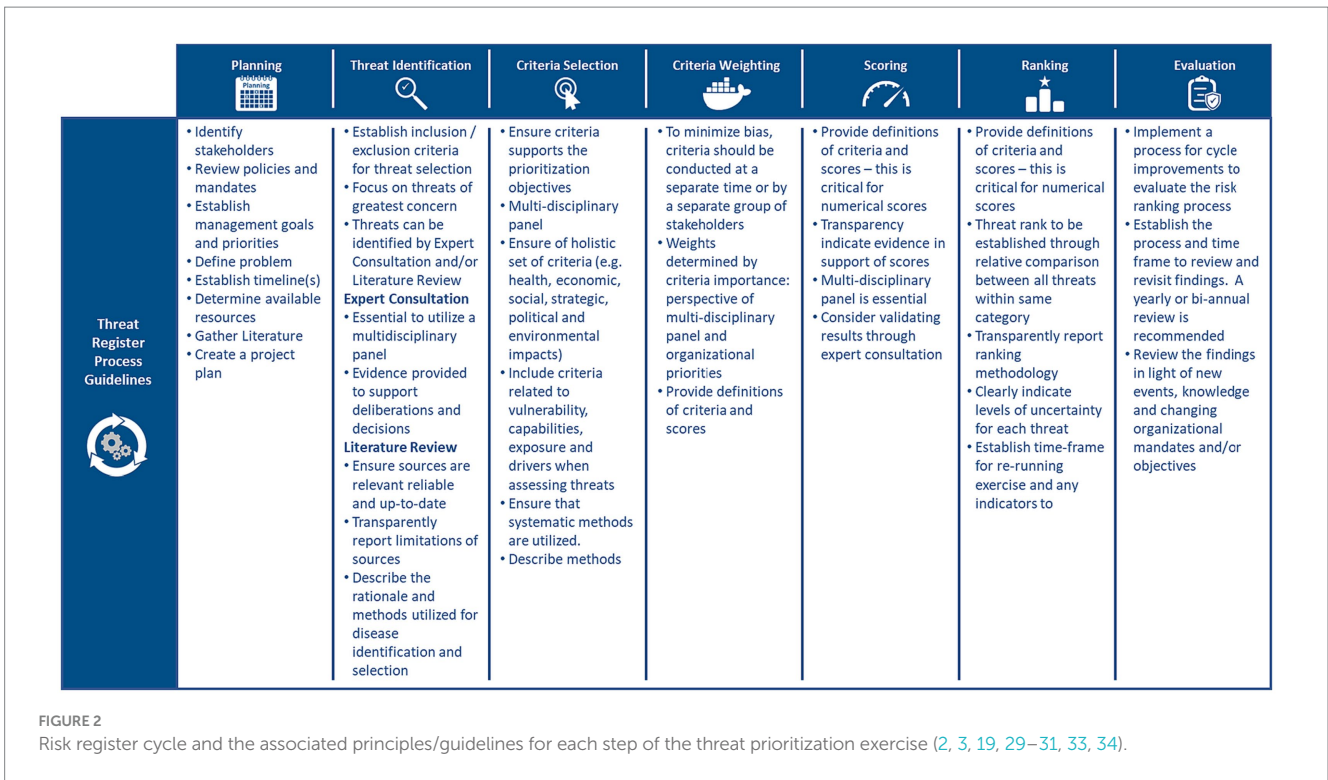 Planning
Planning
Threat Identification
Criteria Selection
Criteria Weighting
Scoring
Ranking
Evaluation
Threat
Register
Process
Guidelines
• Identify
stakeholders
• Review policies and
mandates
• Establish
management goals
and priorities
• Define problem
• Establish timeline(s)
• Determine available
resources
• Gather Literature
• Create a project
plan
• Establish inclusion /
exclusion criteria
for threat selection
• Focus on threats of
greatest concern
• Threats can be
identified by Expert
Consultation and/or
Literature Review
Expert Consultation
• Essential to utilize a
multidisciplinary
panel
• Evidence provided
to support
deliberations and
decisions
Literature Review
• Ensure sources are
relevant reliable
and up-to-date
• Transparently
report limitations of
sources
• Describe the
rationale and
methods utilized for
disease
identification and
selection
• Ensure criteria
supports the
prioritization
objectives
• Multi-disciplinary
panel
• Ensure of holistic
set of criteria (e.g.
health, economic,
social, strategic,
political and
environmental
impacts)
• Include criteria
related to
vulnerability,
capabilities,
exposure and
drivers when
assessing threats
• Ensure that
systematic methods
are utilized.
• Describe methods
• To minimize bias,
criteria should be
conducted at a
separate time or by
a separate group of
stakeholders
• Weights
determined by
criteria importance:
perspective of
multi-disciplinary
panel and
organizational
priorities
• Provide definitions
of criteria and
scores
• Provide definitions
of criteria and
scores – this is
critical for
numerical scores
• Transparency
indicate evidence in
support of scores
• Multi-disciplinary
panel is essential
• Consider validating
results through
expert consultation
• Provide definitions
of criteria and
scores – this is
critical for numerical
scores
• Threat rank to be
established through
relative comparison
between all threats
within same
category
• Transparently report
ranking
methodology
• Clearly indicate
levels of uncertainty
for each threat
• Establish time-frame
for re-running
exercise and any
indicators to
• Implement a
process for cycle
improvements to
evaluate the risk
ranking process
• Establish the
process and time
frame to review and
revisit findings. A
yearly or bi-annual
review is
recommended
• Review the findings
in light of new
events, knowledge
and changing
organizational
mandates and/or
objectives
FIGURE 2
Risk register cycle and the associated principles/guidelines for each step of the threat prioritization exercise (2, 3, 19, 29–31, 33, 34).